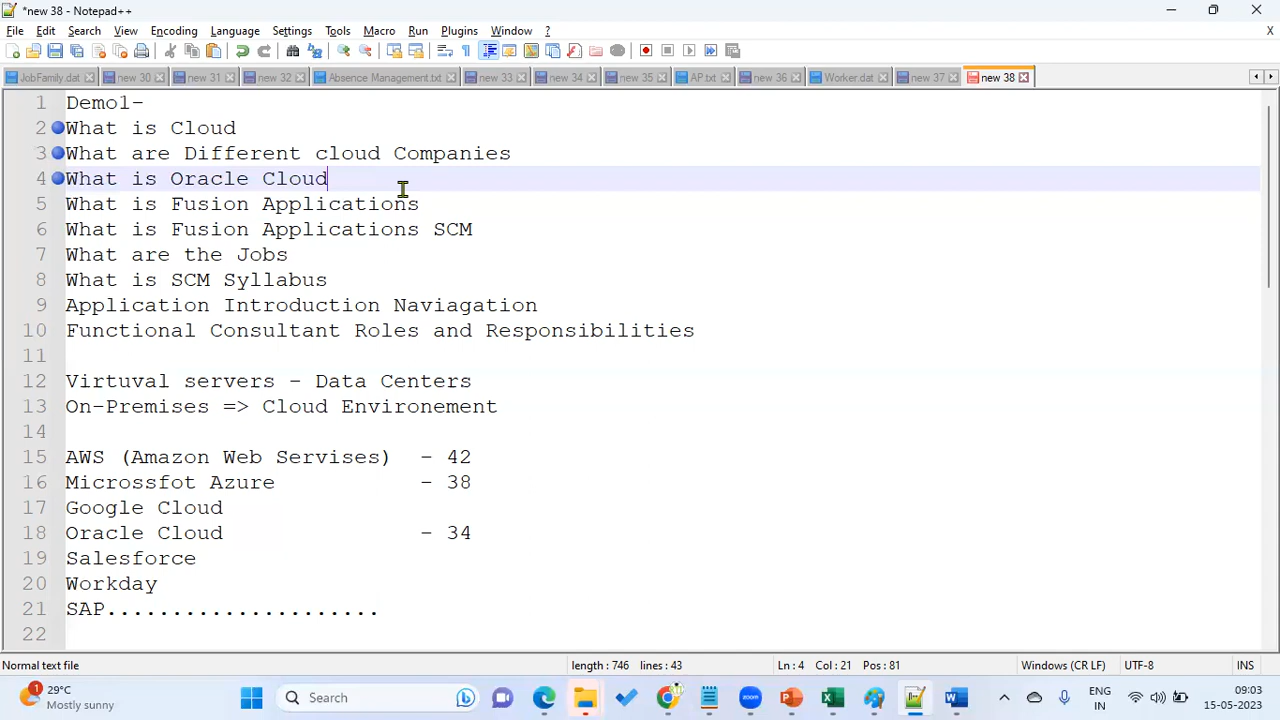 *new 38 - Notepad++
File Edit Search View Encoding Language Settings Tools Macro Run Plugins Window ? X
JobFamily.dat new 30 new 31 new 32 Absence Management.txt new 33 new 34 new 35 AP.txt new 36 Worker.dat new 37 new 38
1 Demo1-
2 What is Cloud
3 What are Different cloud Companies
4 What is Oracle Cloud
5 What is Fusion Applications
6 What is Fusion Applications SCM
7 What are the Jobs
8 What is SCM Syllabus
9 Application Introduction Naviagation
10 Functional Consultant Roles and Responsibilities
11
12 Virtuval servers - Data Centers
13 On-Premises => Cloud Environement
14
15 AWS (Amazon Web Servises) - 42
16 Microssfot Azure - 38
17 Google Cloud
18 Oracle Cloud - 34
19 Salesforce
20 Workday
21 SAP.....................
22
Normal text file length : 746 lines : 43 Ln : 4 Col : 21 Pos : 81 Windows (CR LF) UTF-8 INS
1 29°C Search zoom ENG 09:03
Mostly sunny IN 15-05-2023